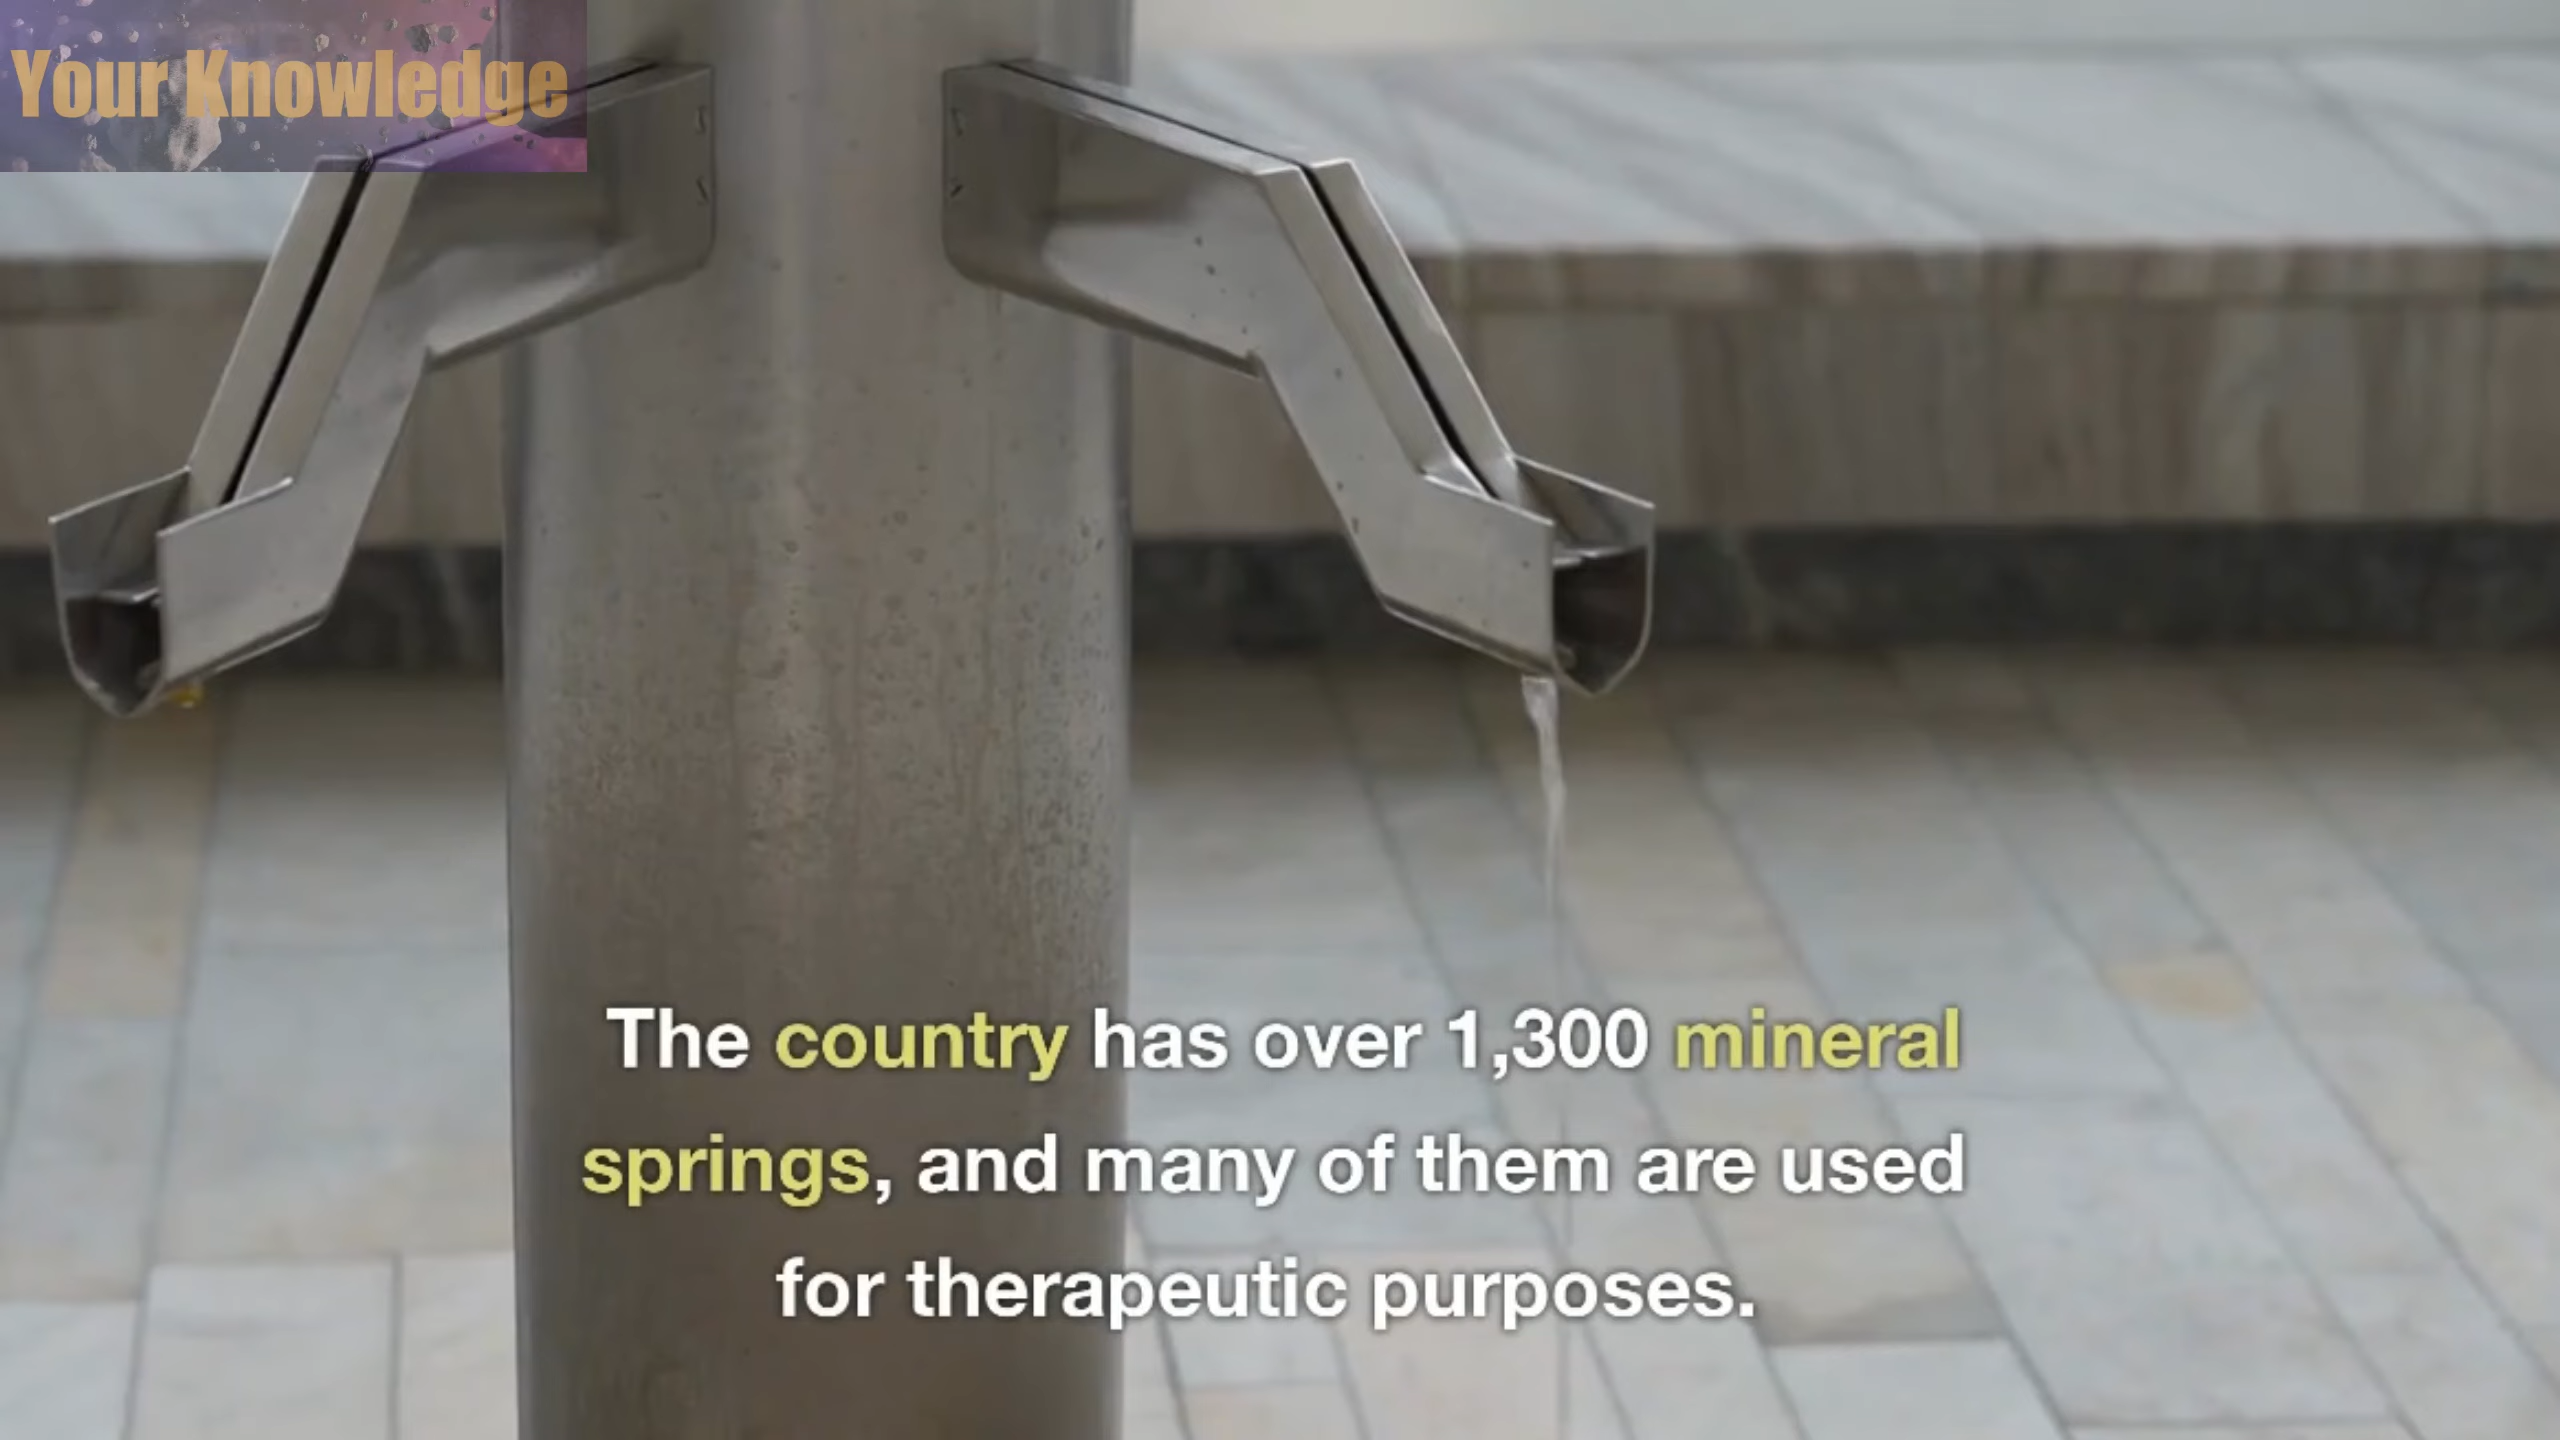 Your Knowledge
The country has over 1,300 mineral
springs, and many of them are used
for therapeutic purposes.